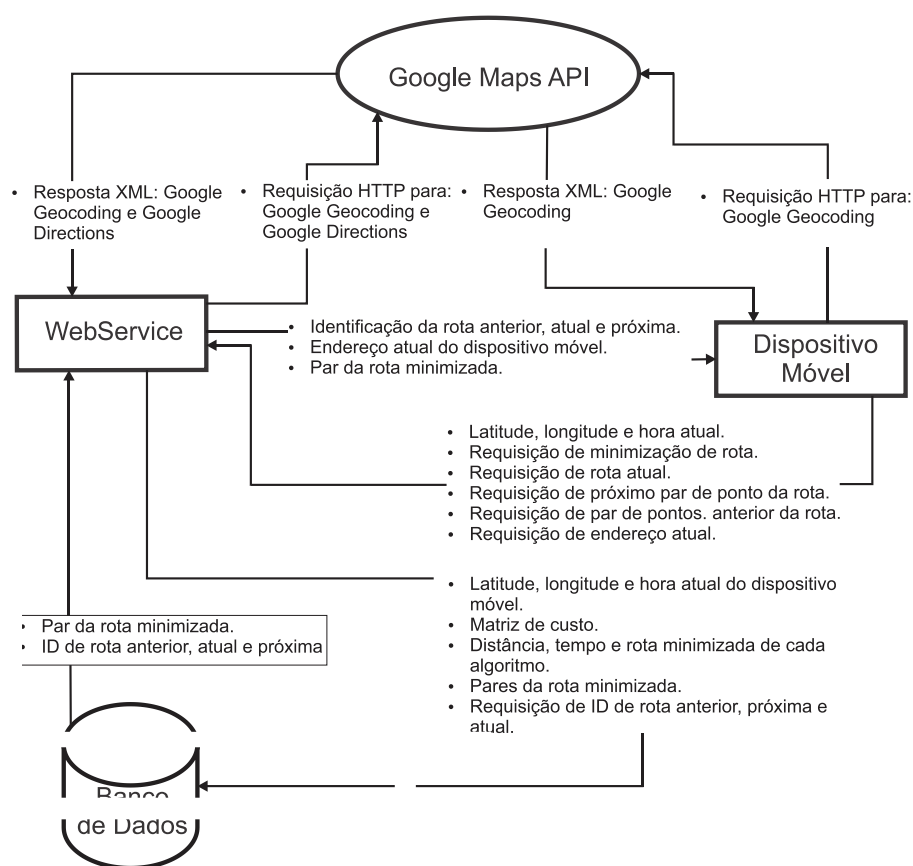 Google Maps API
• Resposta XML: Google
Geocoding e Google
Directions
• Requisição HTTP para:
Google Geocoding e
Google Directions
• Resposta XML: Google
Geocoding
• Requisição HTTP para:
Google Geocoding
WebService
• Identificação da rota anterior, atual e próxima.
• Endereço atual do dispositivo móvel.
• Par da rota minimizada.
Dispositivo
Móvel
• Latitude, longitude e hora atual.
• Requisição de minimização de rota.
• Requisição de rota atual.
• Requisição de próximo par de ponto da rota.
• Requisição de par de pontos. anterior da rota.
• Requisição de endereço atual.
• Latitude, longitude e hora atual do dispositivo
móvel.
• Matriz de custo.
• Distância, tempo e rota minimizada de cada
algoritmo.
• Pares da rota minimizada.
• Requisição de ID de rota anterior, próxima e
atual.
• Par da rota minimizada.
• ID de rota anterior, atual e próxima
Banco
de Dados